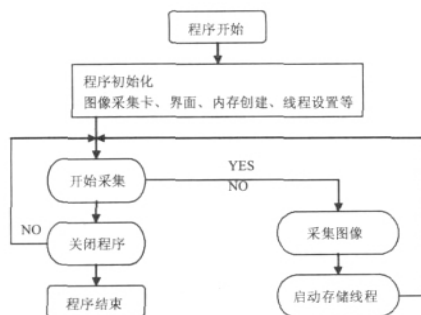 程序开始
程序初始化
图像采集卡、界面、内存创建、线程设置等
开始采集
YES
NO
NO
关闭程序
采集图像
程序结束
启动存储线程